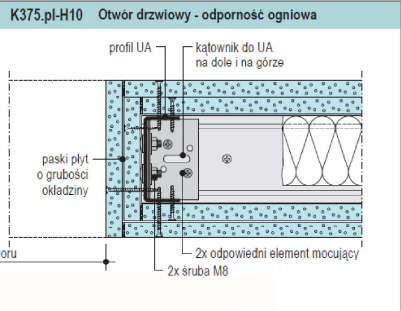 K375.pl-H10 Otwór drzwiowy - odporność ogniowa
profil UA
kątownik do UA
na dole i na górze
paski płyt
o grubości
okładziny
2x odpowiedni element mocujący
2x śruba M8